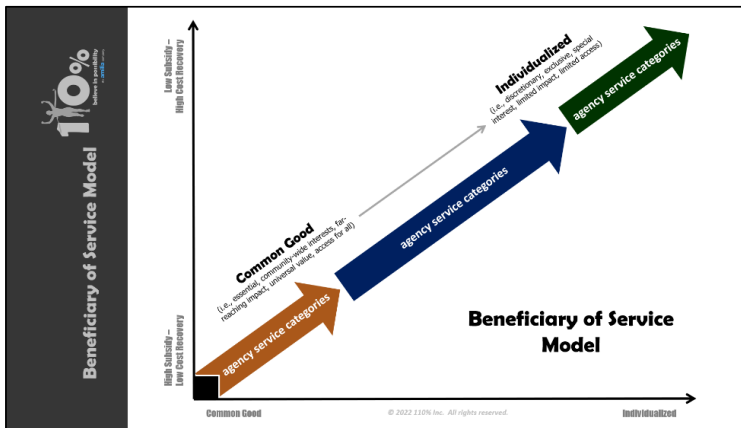 110%
believe in possibility
an amilia company
Beneficiary of Service Model
Low Subsidy –
High Cost Recovery
High Subsidy –
Low Cost Recovery
Individualized
(i.e., discretionary, exclusive, special
interest, limited impact, limited access)
agency service categories
agency service categories
Common Good
(i.e., essential, community-wide interests, far-
reaching impact, universal value, access for all)
agency service categories
Beneficiary of Service
Model
Common Good
© 2022 110% Inc.  All rights reserved.
Individualized